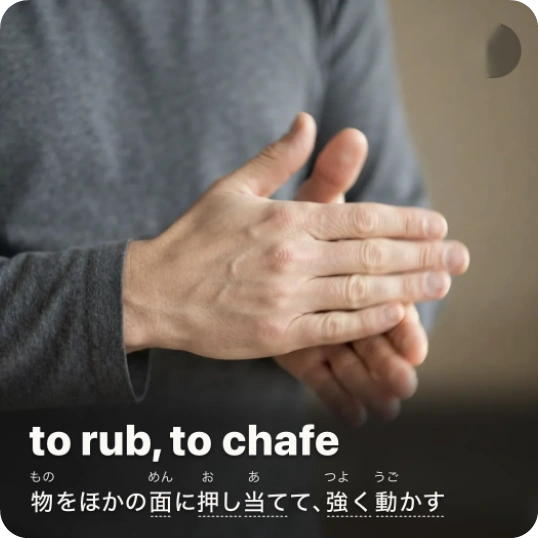 to rub, to chafe
もの めん お あ つよ うご
物をほかの面に押し当てて、強く動かす